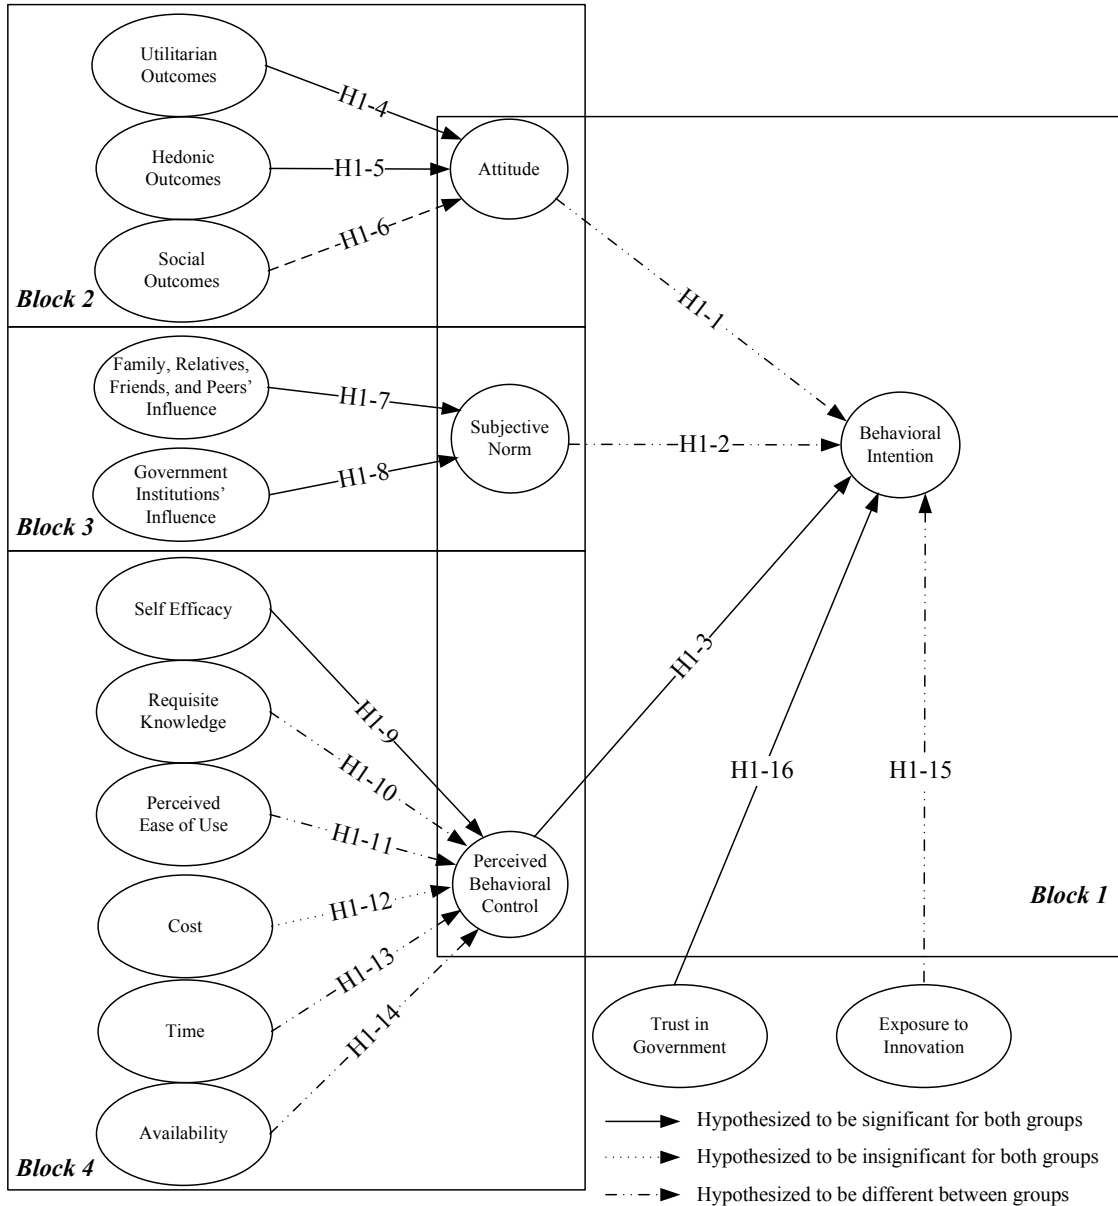 Utilitarian
Outcomes
H1-4
Hedonic
Outcomes
H1-5
Attitude
Social
Outcomes
H1-6
Block 2
H1-1
Family, Relatives,
Friends, and Peers’
Influence
H1-7
Subjective
Norm
H1-2
Behavioral
Intention
Government
Institutions’
Influence
H1-8
Block 3
Self Efficacy
H1-9
H1-3
Requisite
Knowledge
H1-10
Perceived
Ease of Use
H1-11
H1-16
H1-15
Perceived
Behavioral
Control
Block 1
Cost
H1-12
H1-13
Time
H1-14
Trust in
Government
Exposure to
Innovation
Availability
Block 4
Hypothesized to be significant for both groups
Hypothesized to be insignificant for both groups
Hypothesized to be different between groups